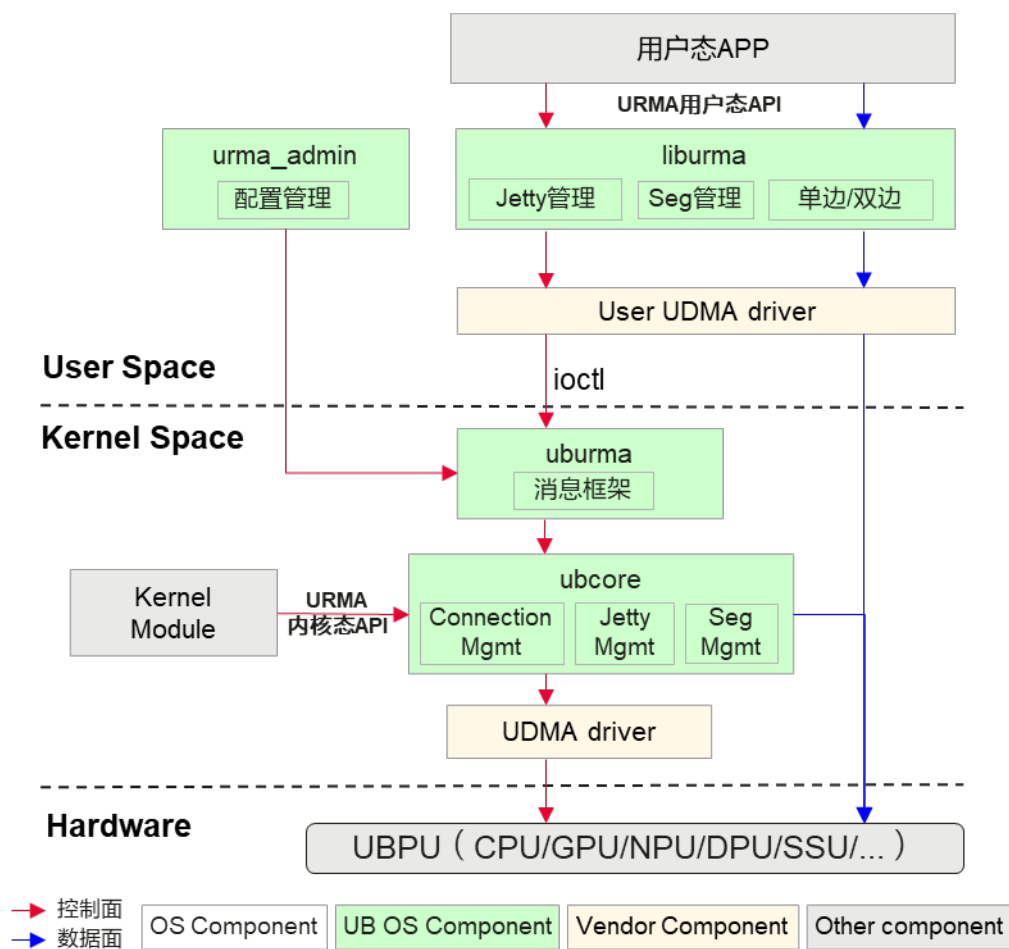 用户态APP
URMA用户态API
urma_admin
配置管理
liburma
Jetty管理
Seg管理
单边/双边
User UDMA driver
User Space
ioctl
Kernel Space
uburma
消息框架
Kernel
Module
URMA
内核态API
ubcore
Connection
Mgmt
Jetty
Mgmt
Seg
Mgmt
UDMA driver
Hardware
UBPU（CPU/GPU/NPU/DPU/SSU/...）
控制面
数据面
OS Component
UB OS Component
Vendor Component
Other component